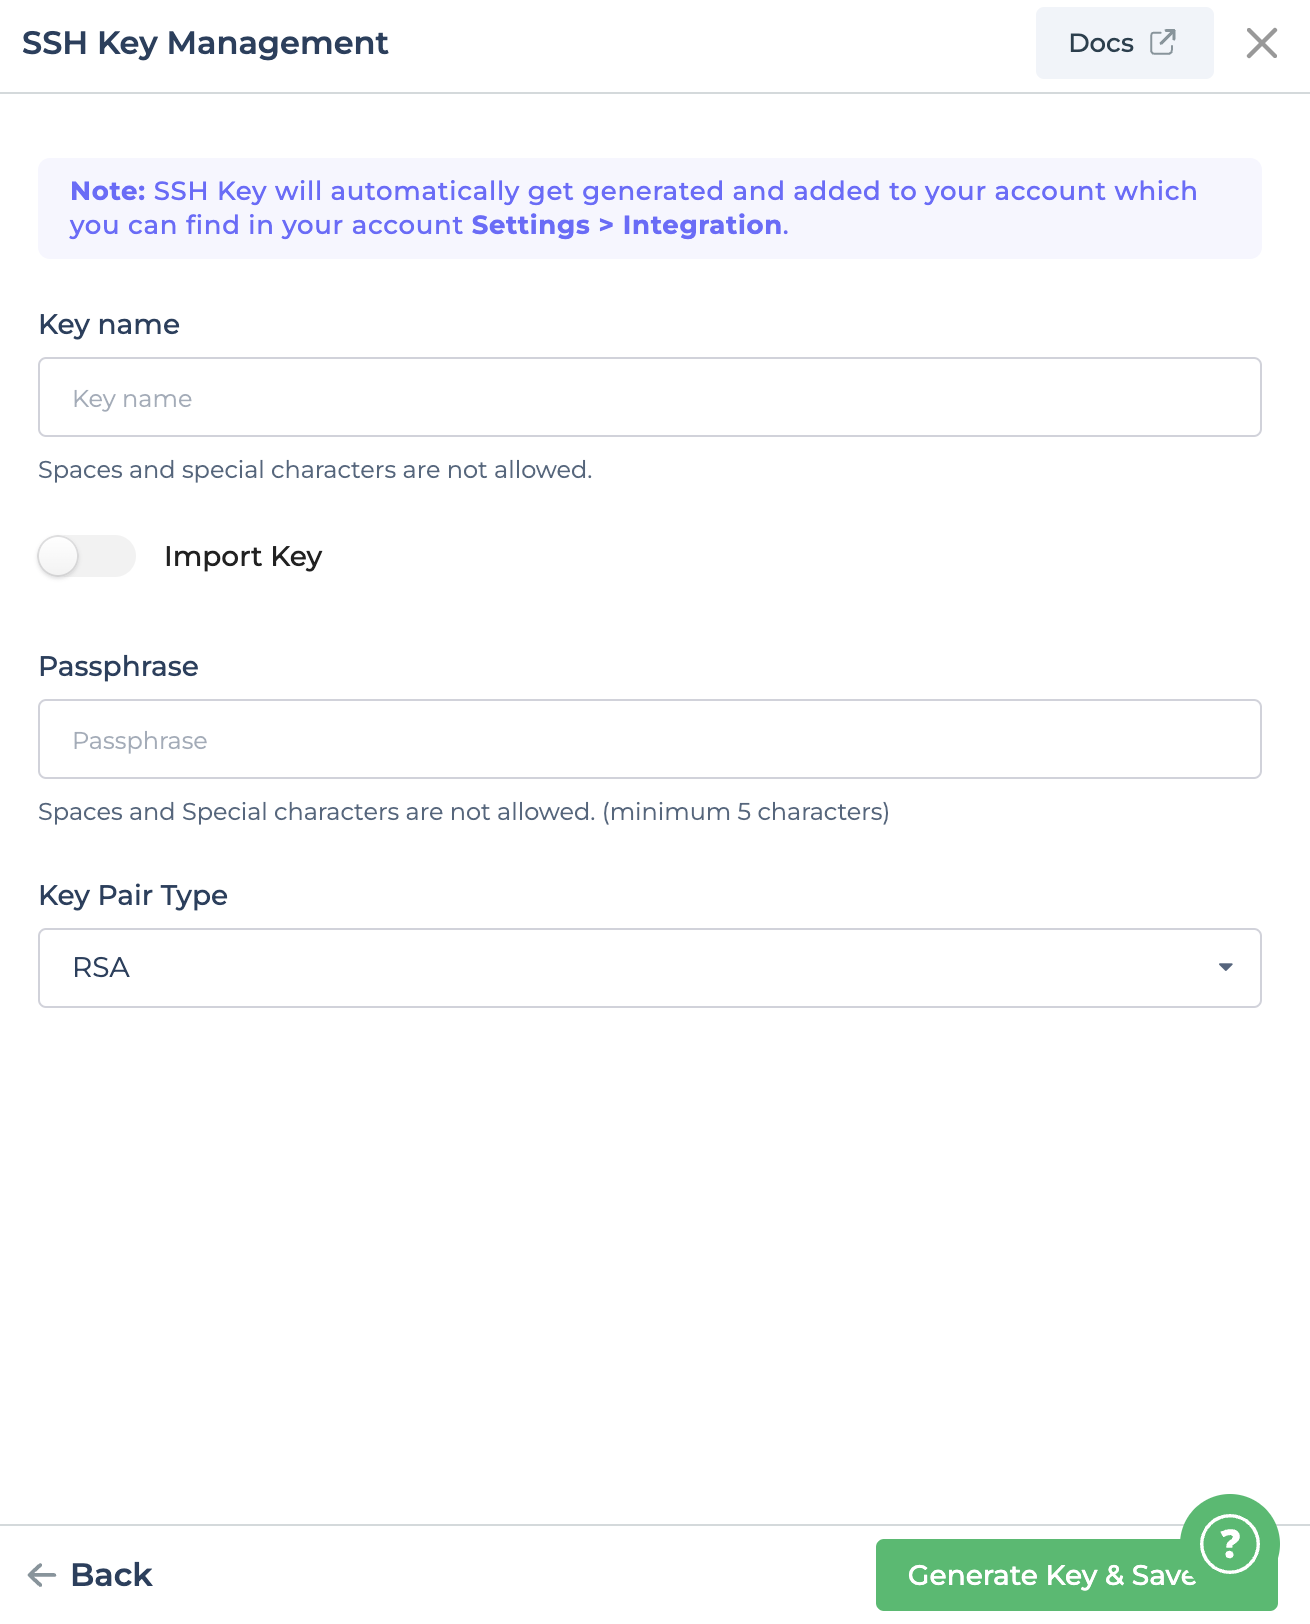 SSH Key Management
Docs
Note: SSH Key will automatically get generated and added to your account which
you can find in your account Settings > Integration.
Key name
Key name
Spaces and special characters are not allowed.
Import Key
Passphrase
Passphrase
Spaces and Special characters are not allowed. (minimum 5 characters)
Key Pair Type
RSA
?
Back
Generate Key & Save